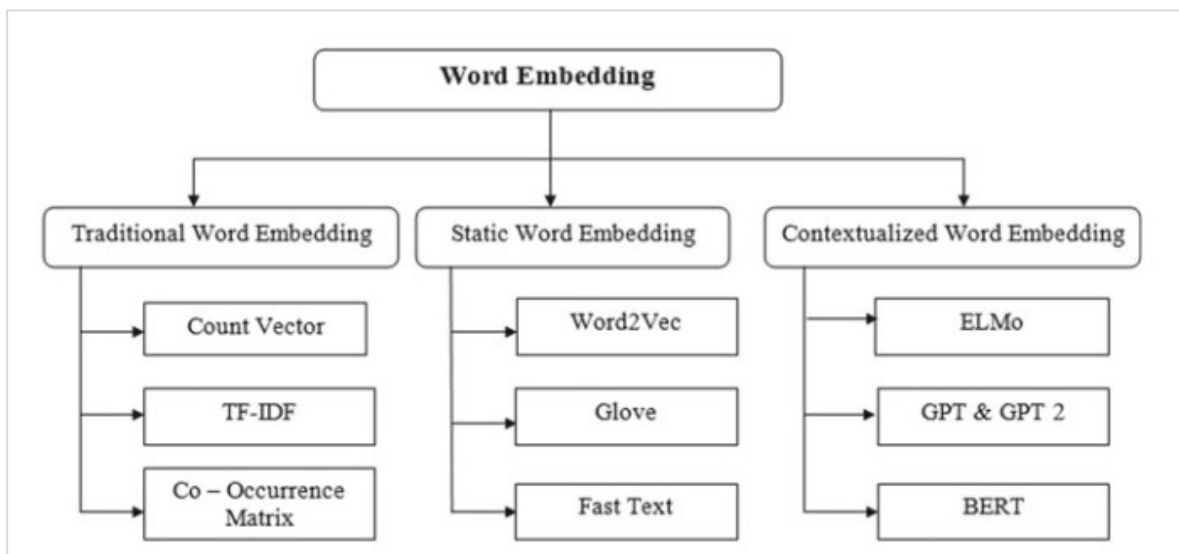 Word Embedding
Traditional Word Embedding
Static Word Embedding
Contextualized Word Embedding
Count Vector
Word2Vec
ELMo
TF-IDF
Glove
GPT & GPT 2
Co – Occurrence
Matrix
Fast Text
BERT